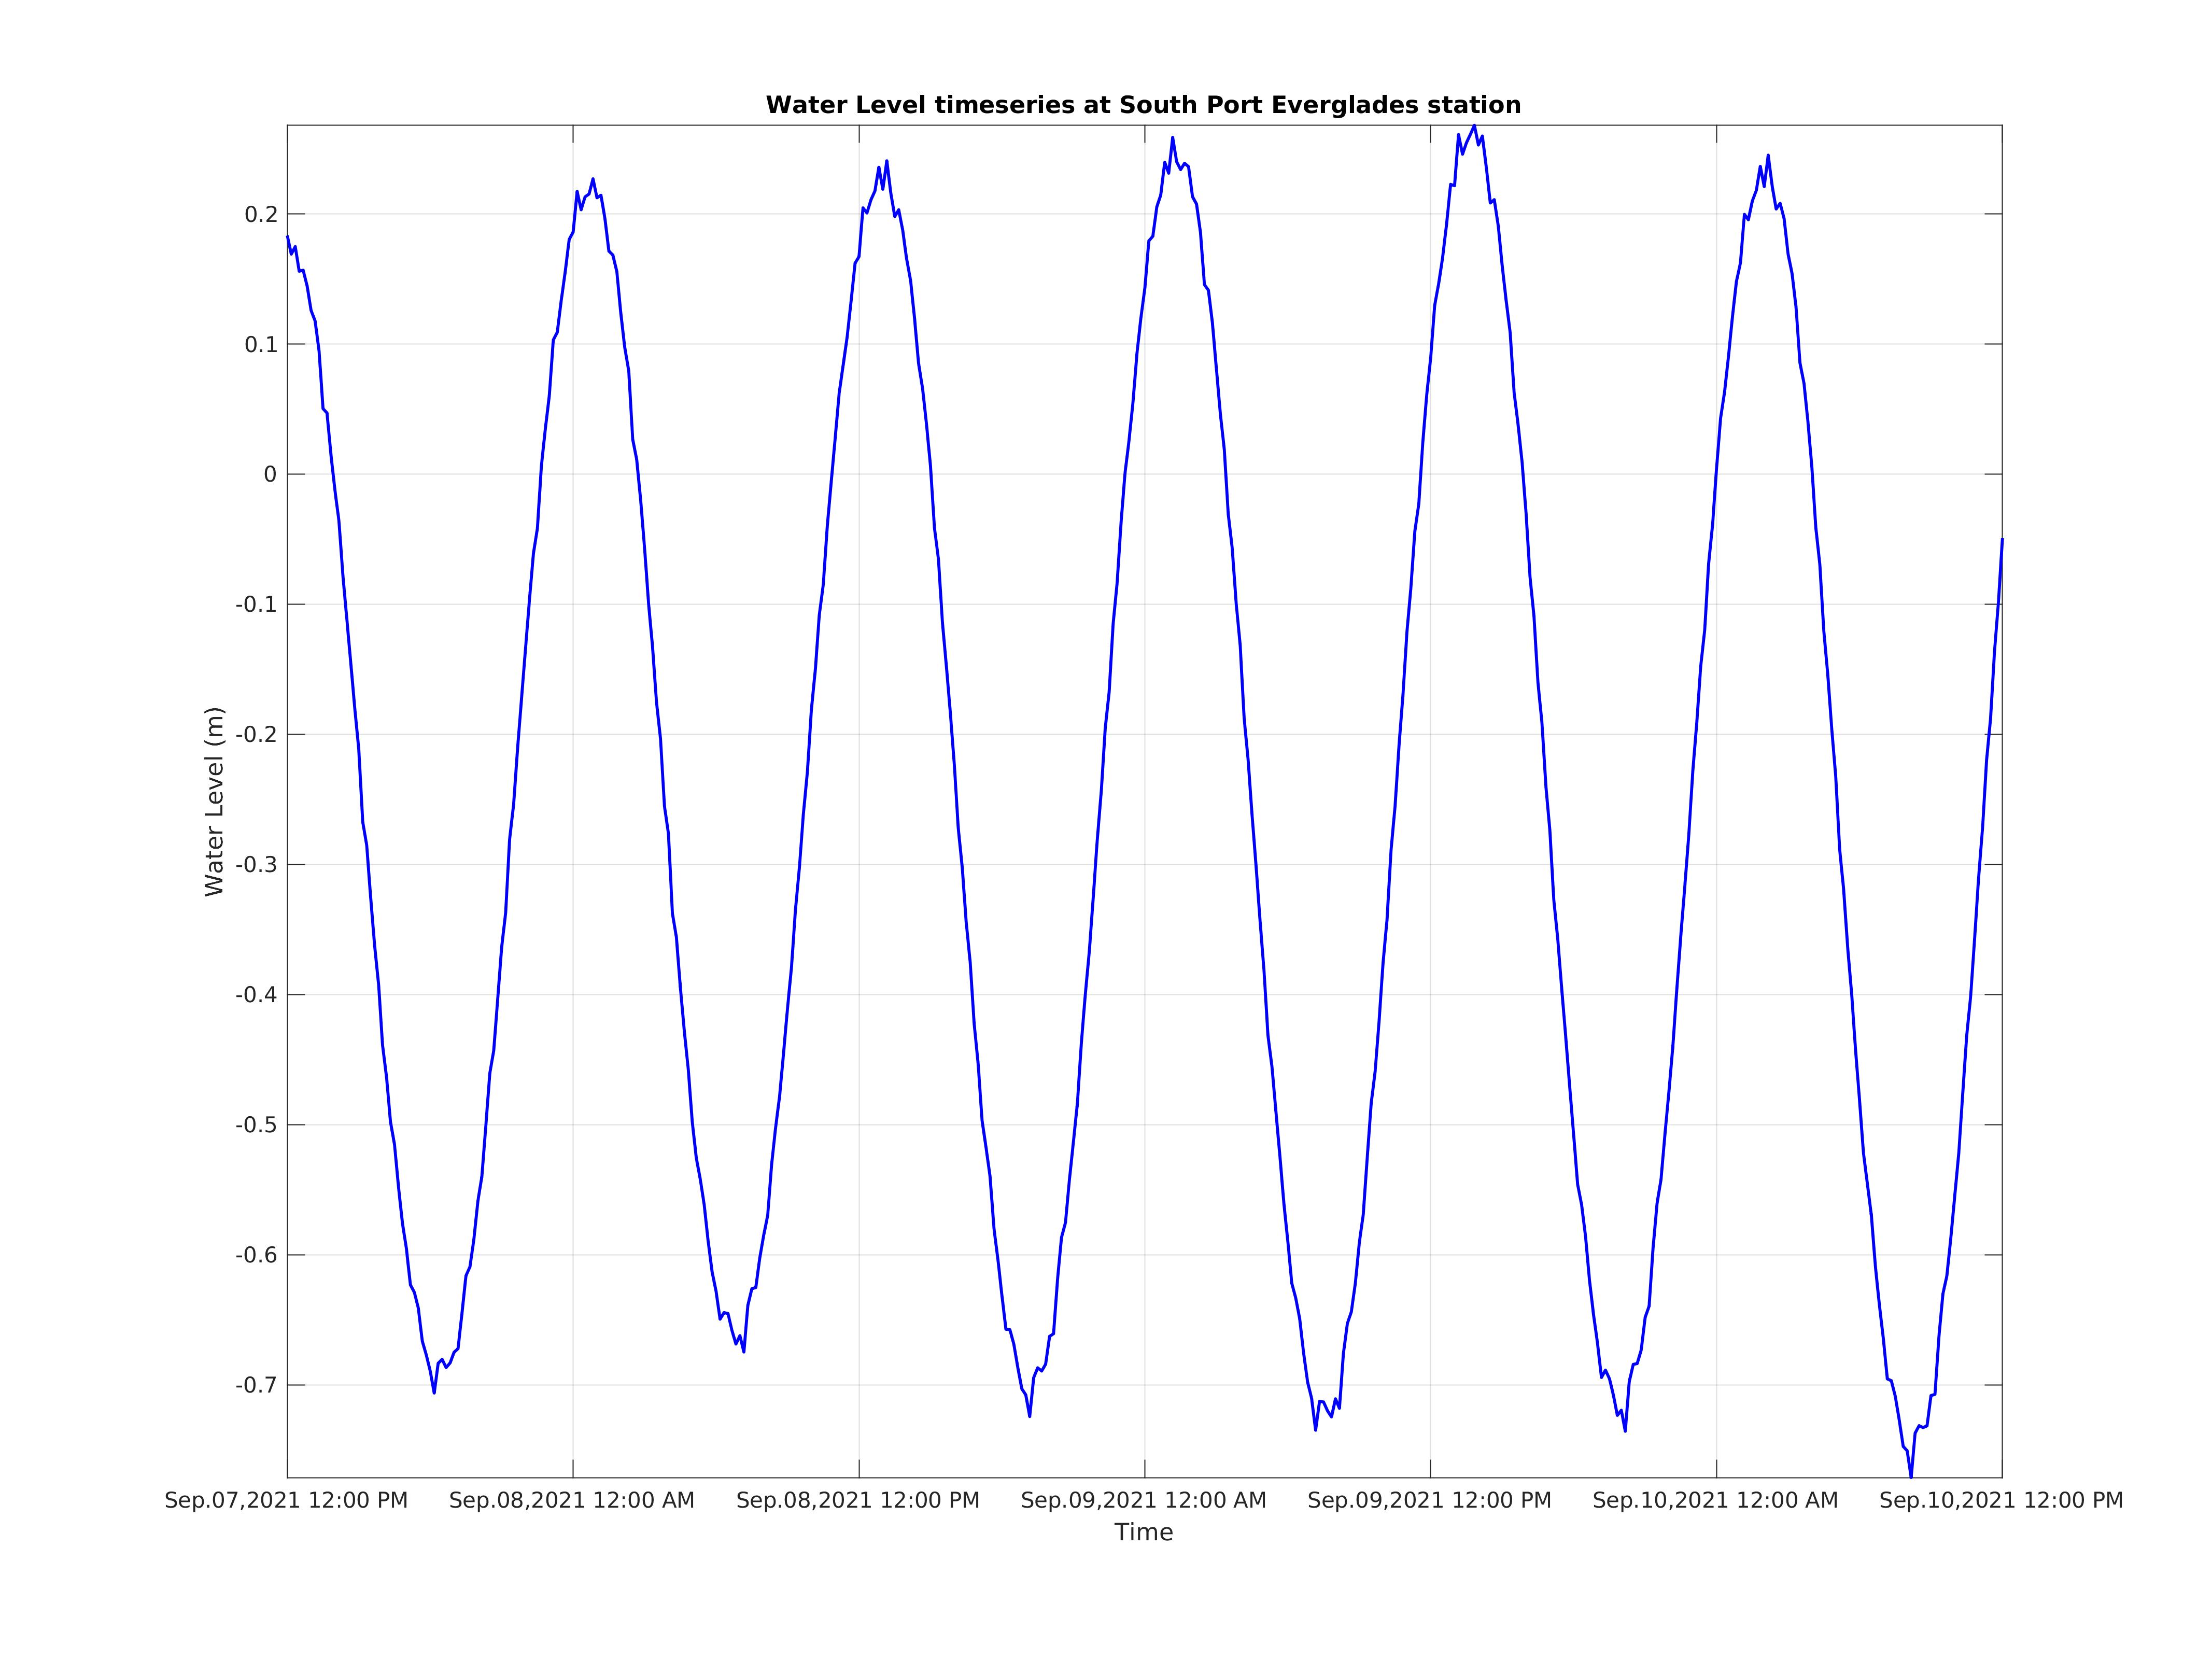 Water Level timeseries at South Port Everglades station
0.2
0.1
0
-0.1
-0.2
-0.3
-0.4
-0.5
-0.6
-0.7
Water Level (m)
Sep.07,2021 12:00 PM
Sep.08,2021 12:00 AM
Sep.08,2021 12:00 PM
Sep.09,2021 12:00 AM
Sep.09,2021 12:00 PM
Sep.10,2021 12:00 AM
Sep.10,2021 12:00 PM
Time